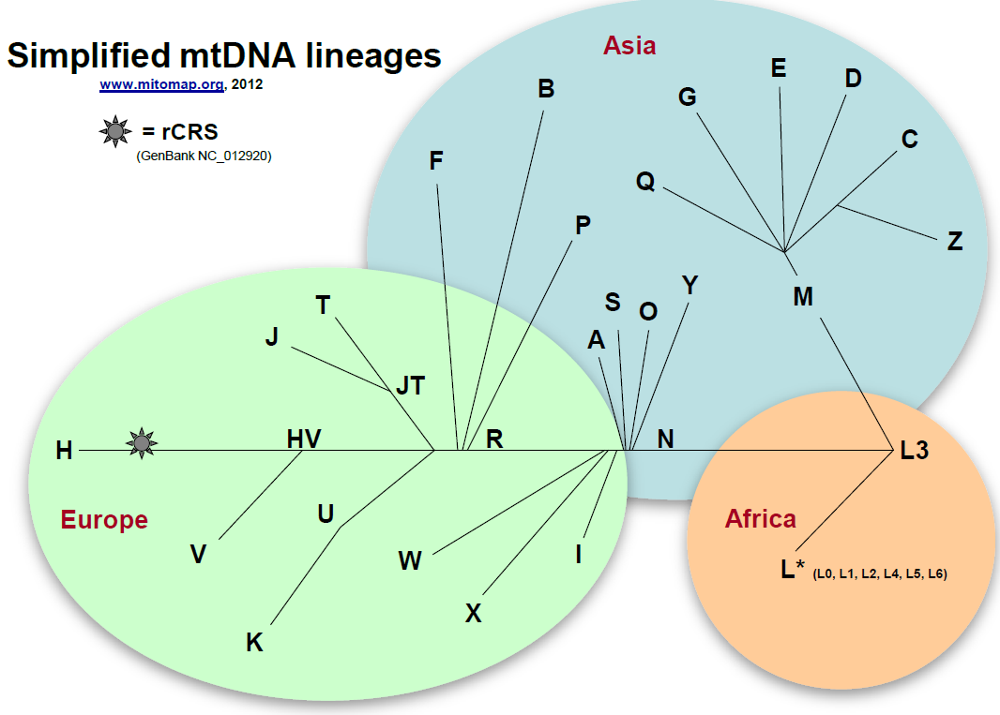 Simplified mtDNA lineages
www.mitomap.org, 2012
= rCRS
(GenBank NC_012920)
Asia
B
G
E
D
C
F
Q
P
Z
M
Y
S
O
A
T
J
JT
H
HV
R
N
L3
Europe
U
V
W
I
X
K
Africa
L* (L0, L1, L2, L4, L5, L6)